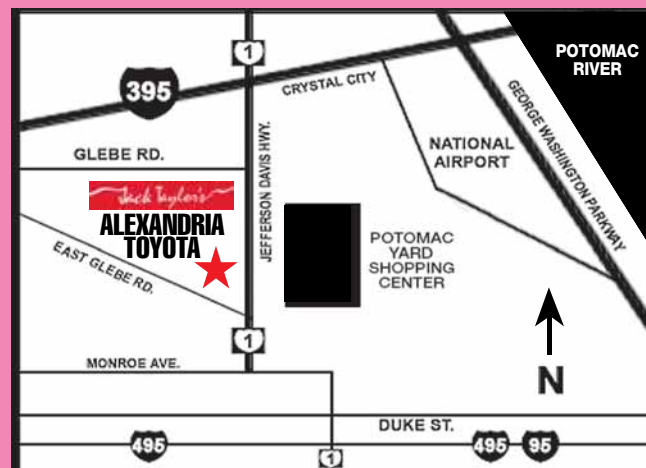 1
POTOMAC
RIVER
395
CRYSTAL CITY
GEORGE WASHINGTON PARKWAY
JEFFERSON DAVIS HWY.
NATIONAL
AIRPORT
GLEBE RD.
Jack Taylor's
ALEXANDRIA
TOYOTA
EAST GLEBE RD.
POTOMAC
YARD
SHOPPING
CENTER
1
MONROE AVE.
N
DUKE ST.
495
1
495
95